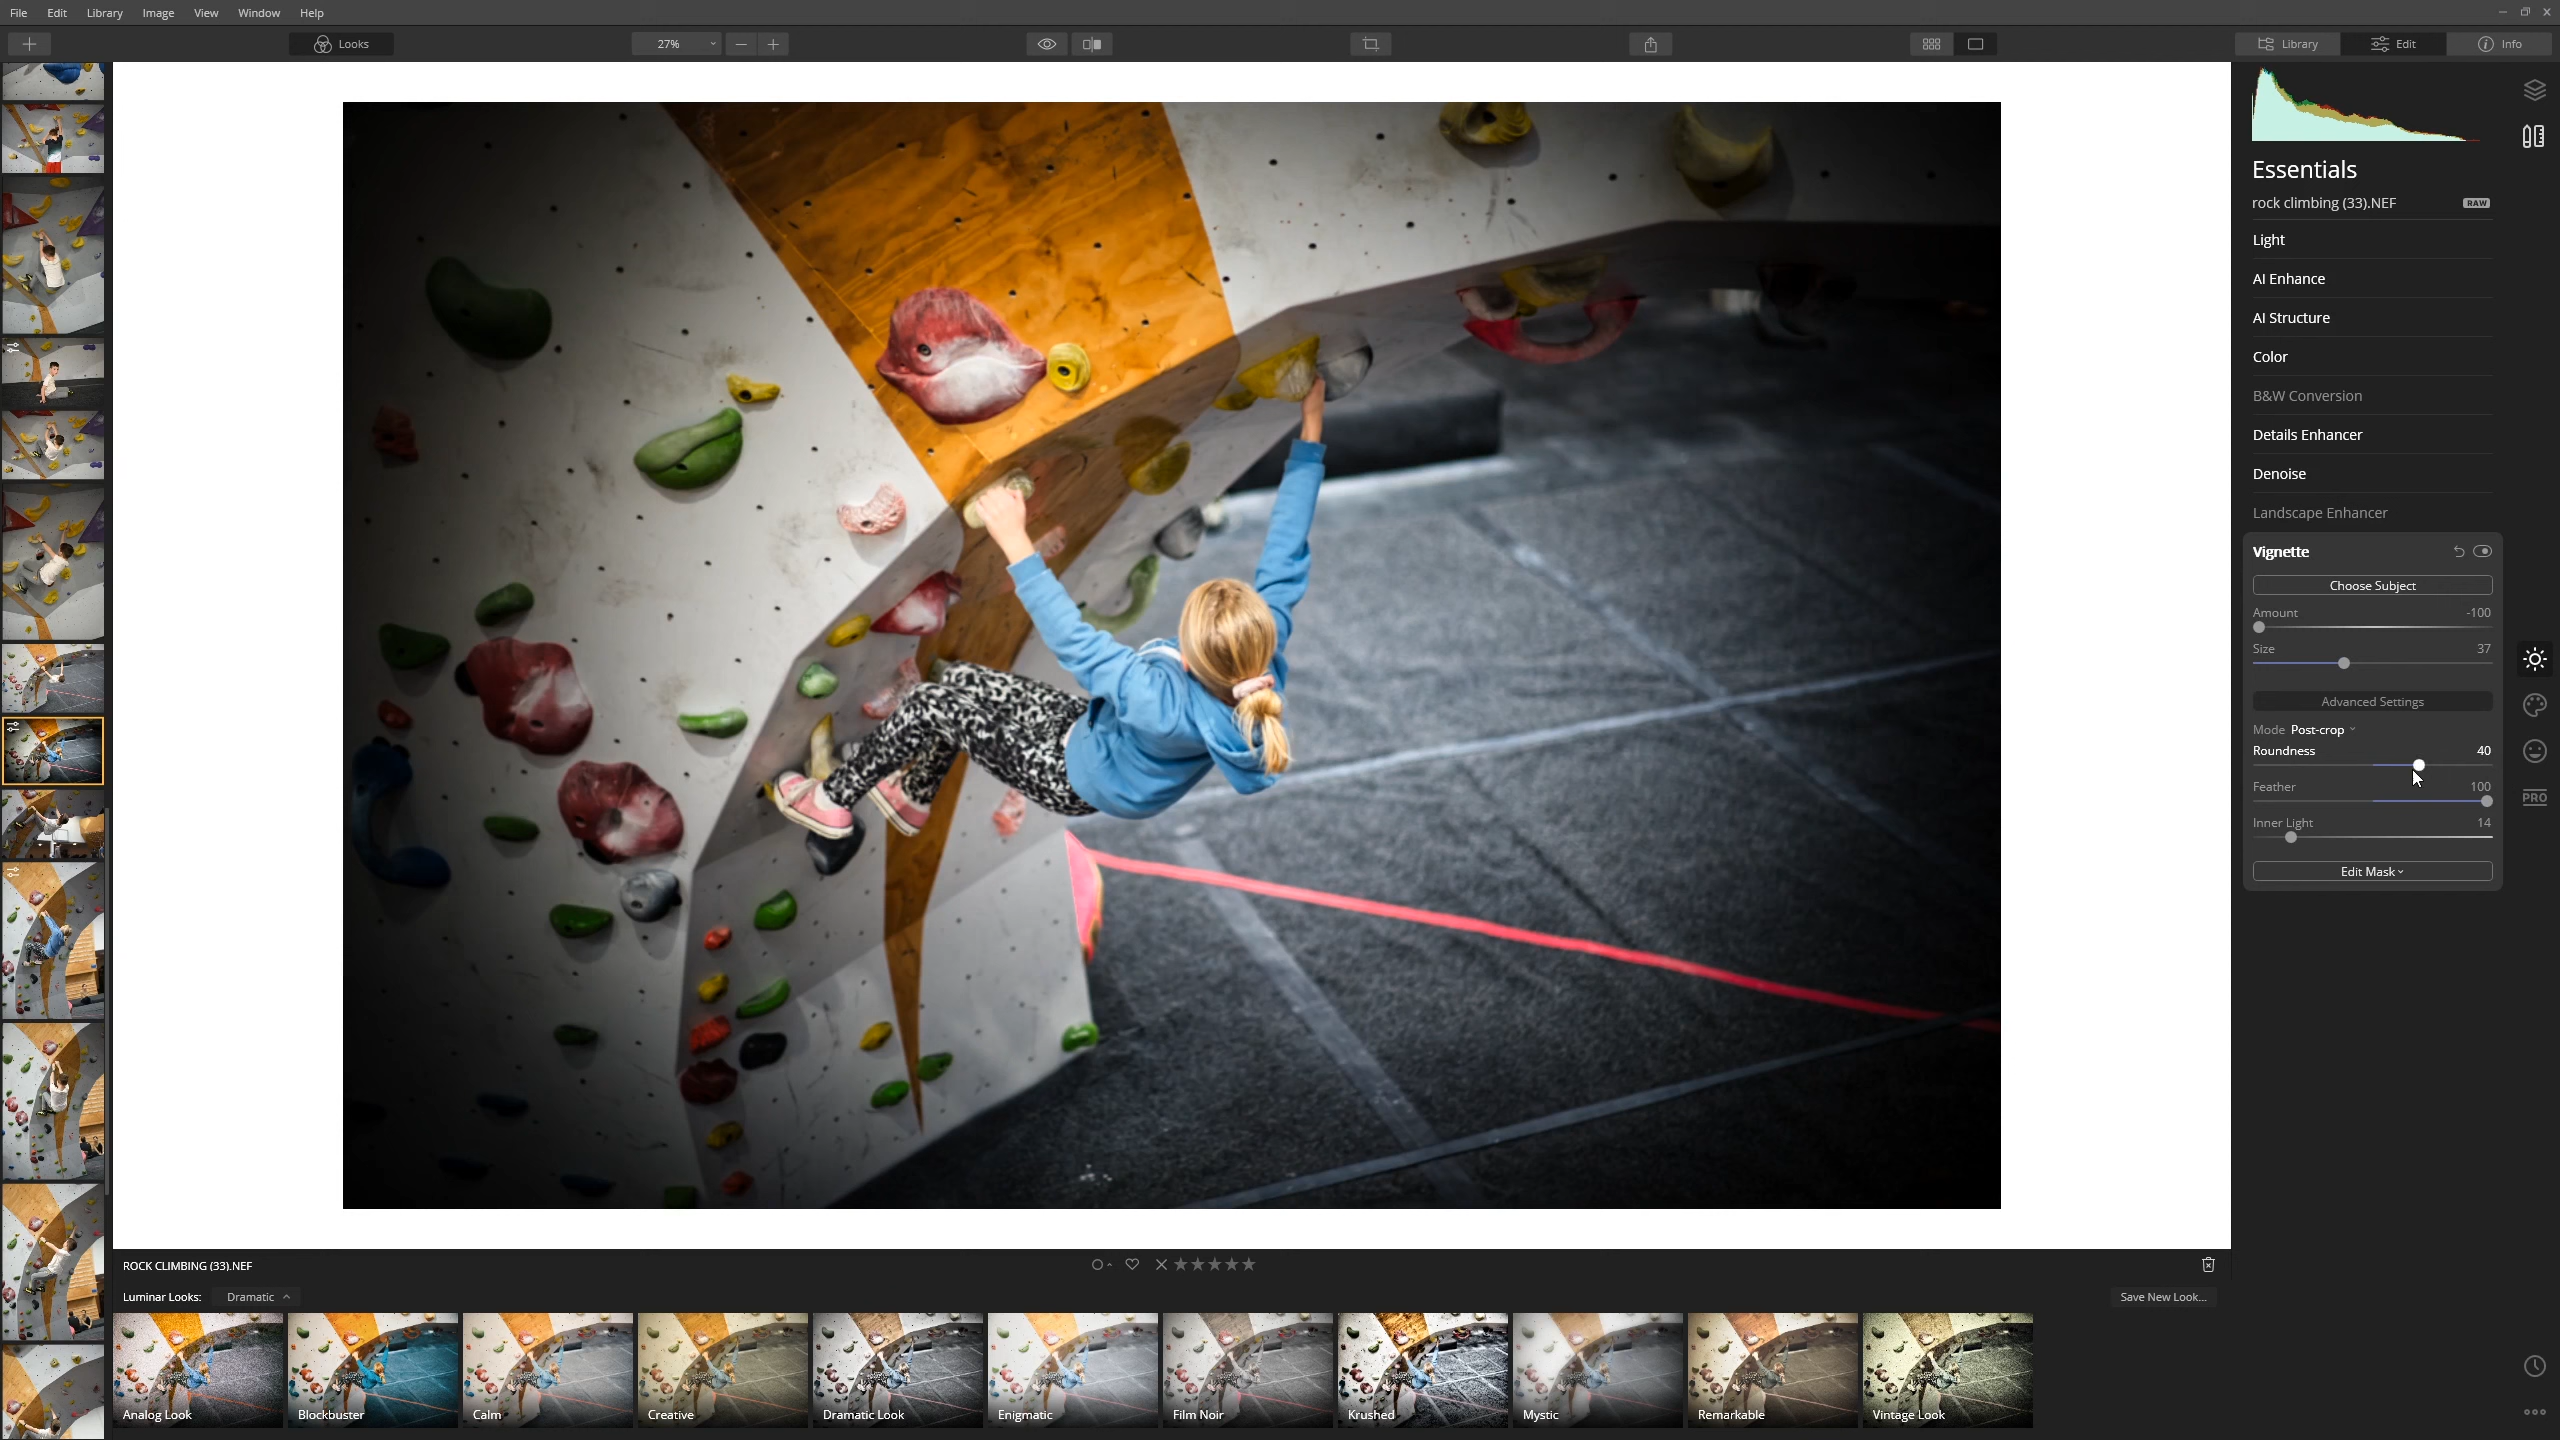 File Edit Library Image View Window Help
Looks 27% Library Edit Info
Essentials
rock climbing (33).NEF RAW
Light
AI Enhance
AI Structure
Color
B&W Conversion
Details Enhancer
Denoise
Landscape Enhancer
Vignette
Choose Subject
Amount -100
Size 37
Advanced Settings
Mode Post-crop
Roundness 40
Feather 100
Inner Light 14
Edit Mask
PRO
ROCK CLIMBING (33).NEF
Luminar Looks: Dramatic Save New Look...
Analog Look Blockbuster Calm Creative Dramatic Look Enigmatic Film Noir Krushed Mystic Remarkable Vintage Look